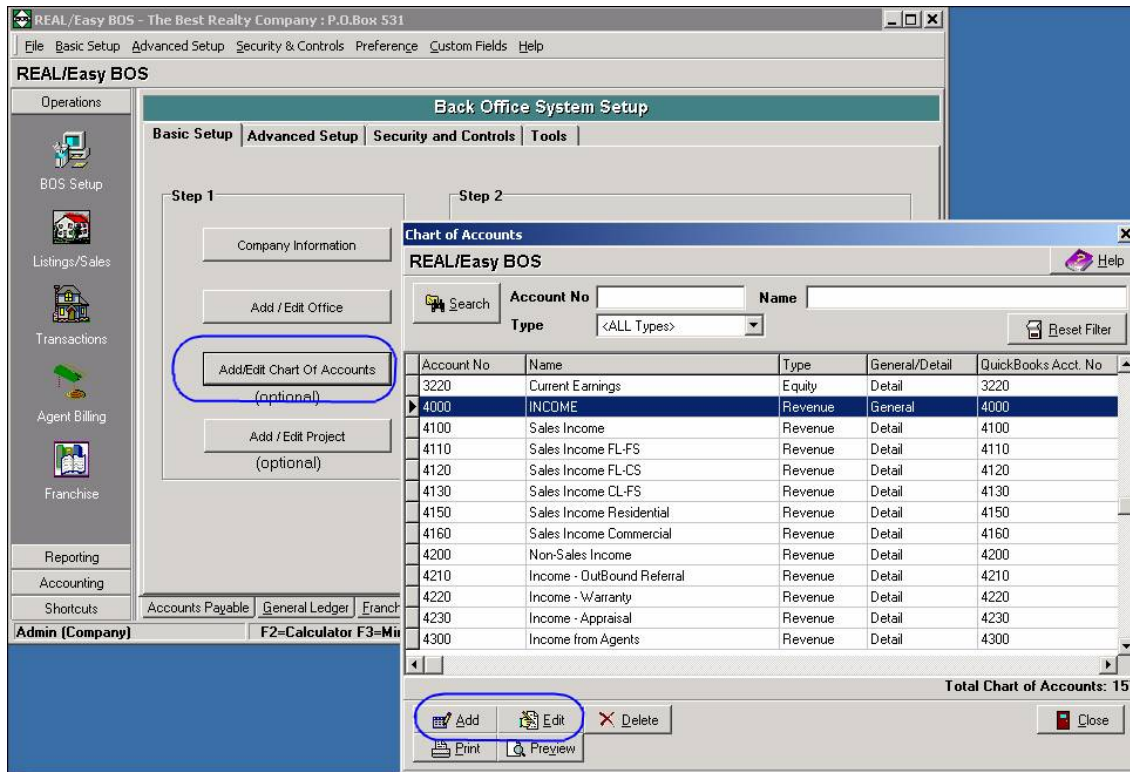 REAL/Easy BOS - The Best Realty Company : P.O.Box 531
File Basic Setup Advanced Setup Security & Controls Preference Custom Fields Help
REAL/Easy BOS
Operations
BOS Setup
Listings/Sales
Transactions
Agent Billing
Franchise
Reporting
Accounting
Shortcuts
Back Office System Setup
Basic Setup Advanced Setup Security and Controls Tools
Step 1
Company Information
Add / Edit Office
Add/Edit Chart Of Accounts
(optional)
Add / Edit Project
(optional)
Step 2
Accounts Payable General Ledger
Admin (Company) F2=Calculator
Chart of Accounts
REAL/Easy BOS Help
Search Account No Name
Type <ALL Types> Reset Filter
Account No Name Type General/Detail QuickBooks Acct. No
3220 Current Earnings Equity Detail 3220
4000 INCOME Revenue General 4000
4100 Sales Income Revenue Detail 4100
4110 Sales Income FL-FS Revenue Detail 4110
4120 Sales Income FL-CS Revenue Detail 4120
4130 Sales Income CL-FS Revenue Detail 4130
4150 Sales Income Residential Revenue Detail 4150
4160 Sales Income Commercial Revenue Detail 4160
4200 Non-Sales Income Revenue Detail 4200
4210 Income - OutBound Referral Revenue Detail 4210
4220 Income - Warranty Revenue Detail 4220
4230 Income - Appraisal Revenue Detail 4230
4300 Income from Agents Revenue Detail 4300
Total Chart of Accounts: 15
Add Edit Delete Close
Print Preview